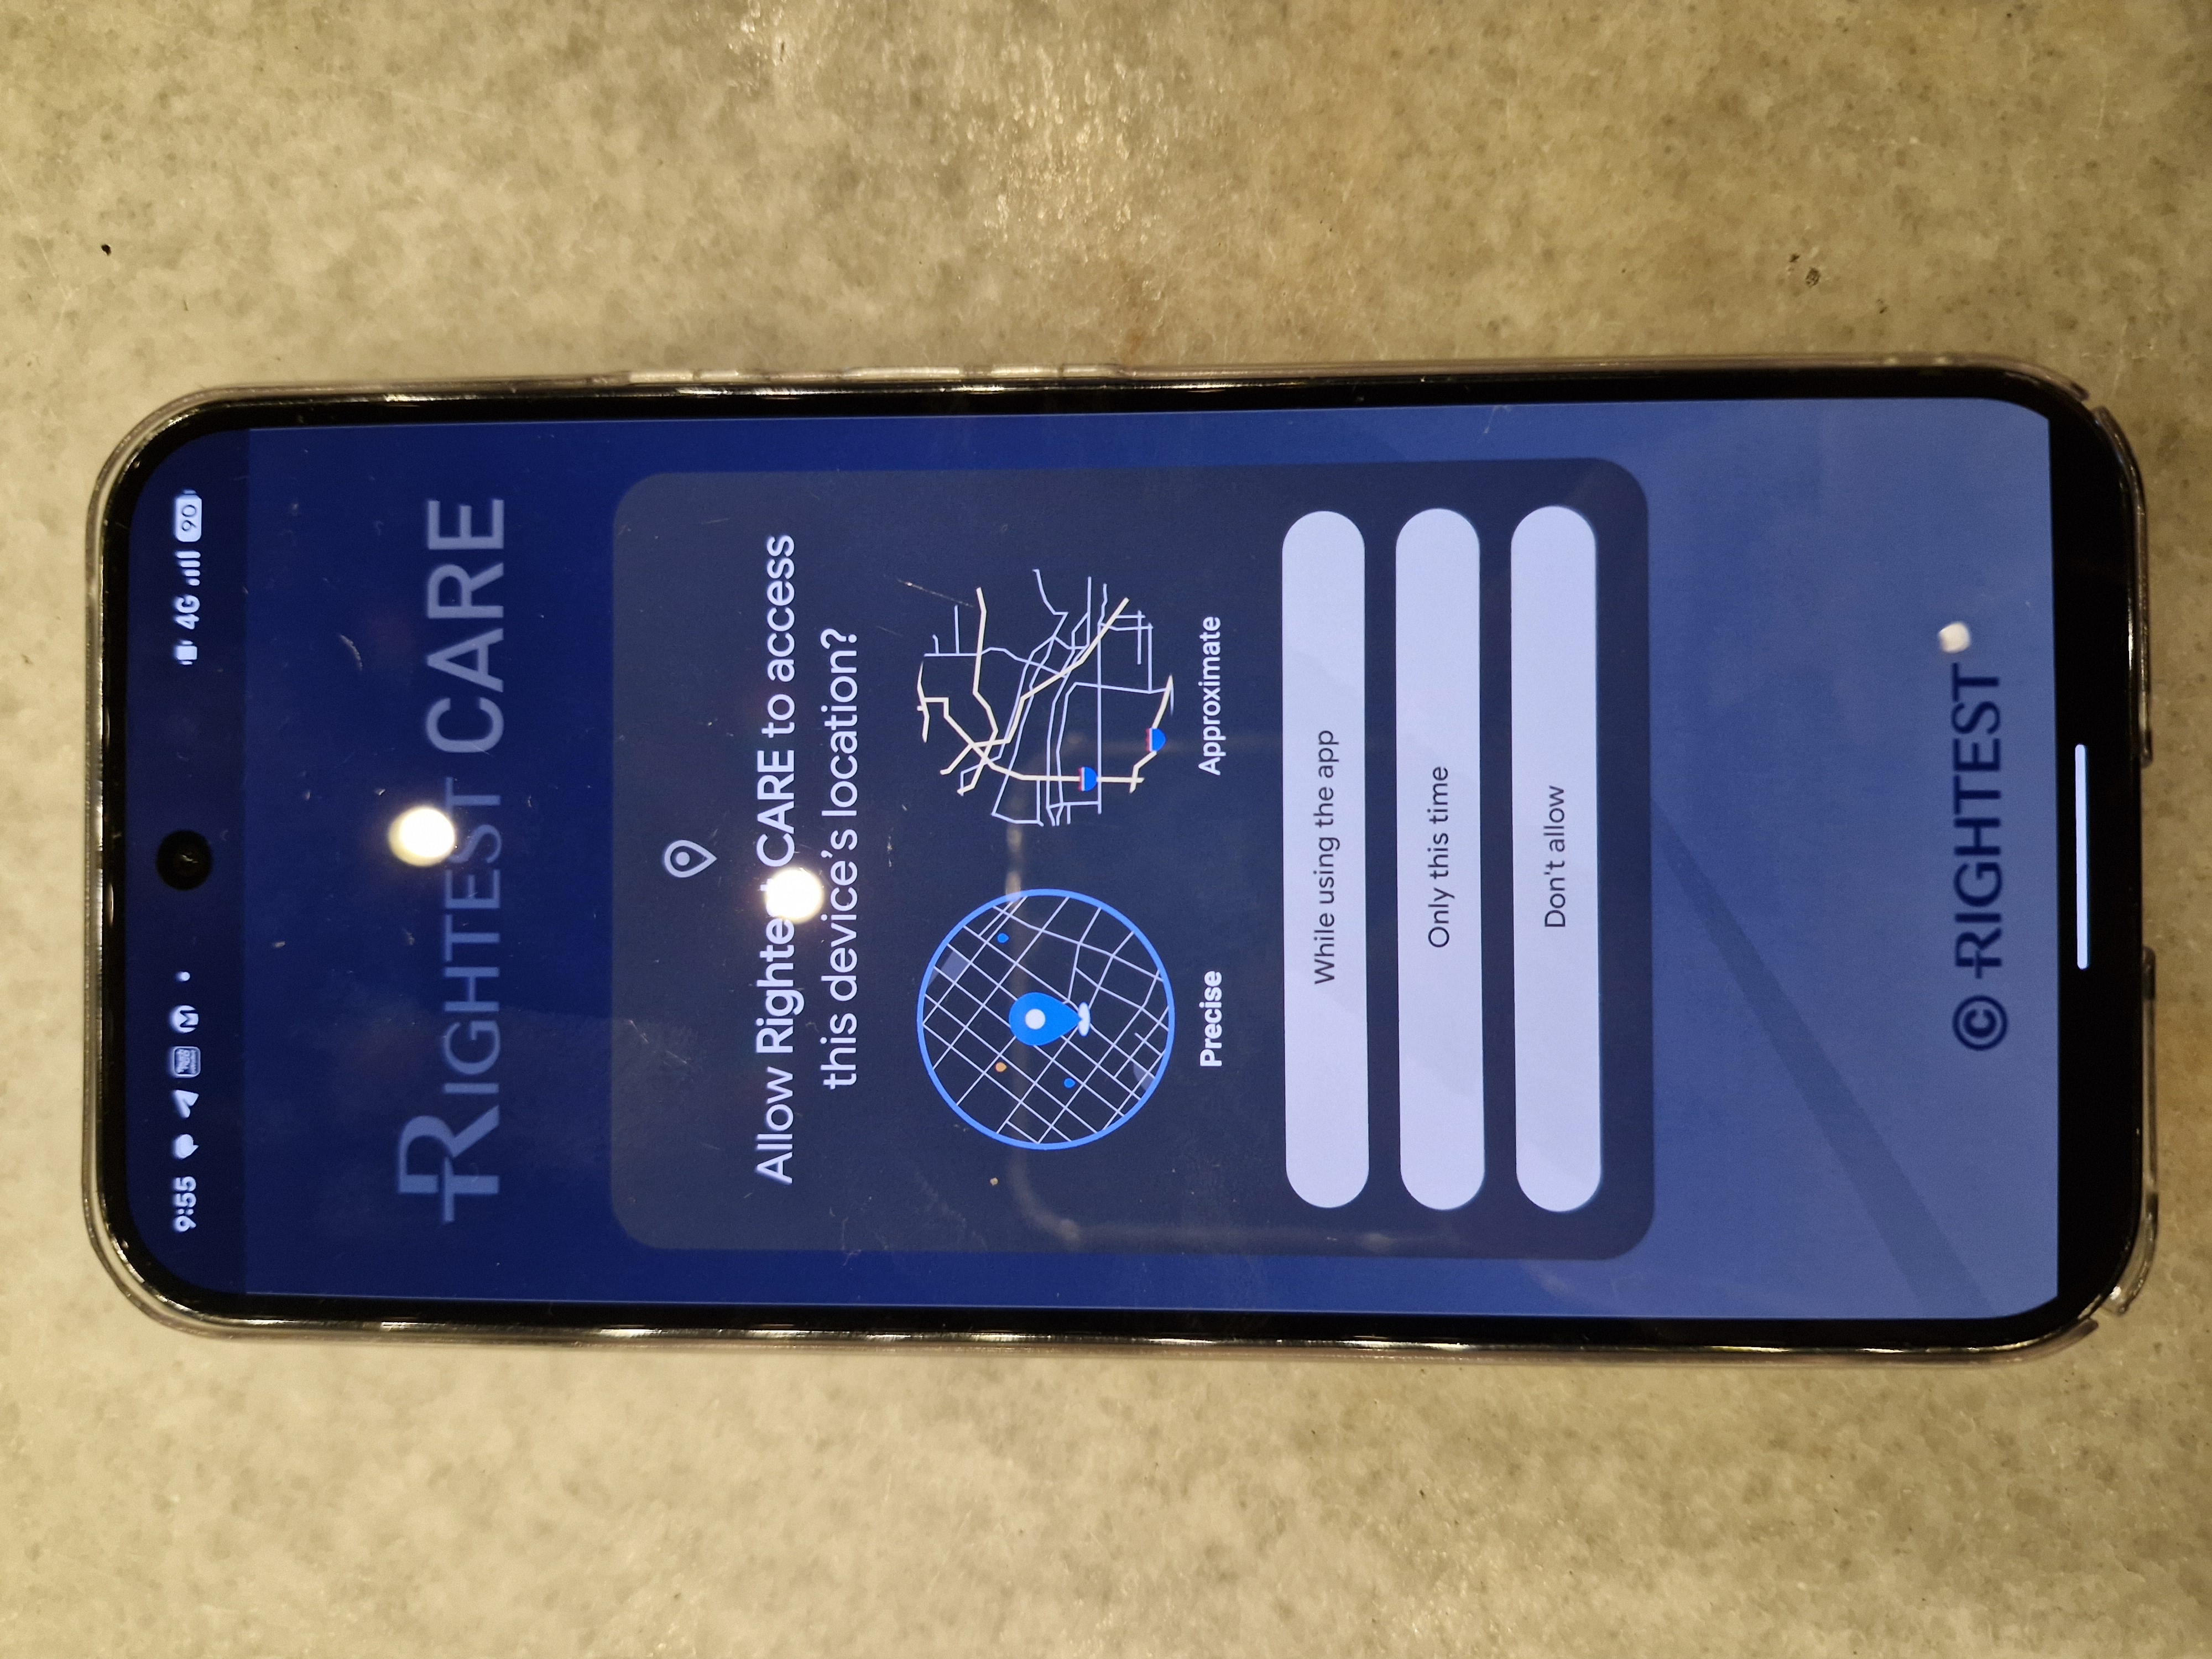 9:55 4G 90
RIGHTEST CARE
Allow Rightest CARE to access
this device's location?
Precise Approximate
While using the app
Only this time
Don't allow
© RIGHTEST